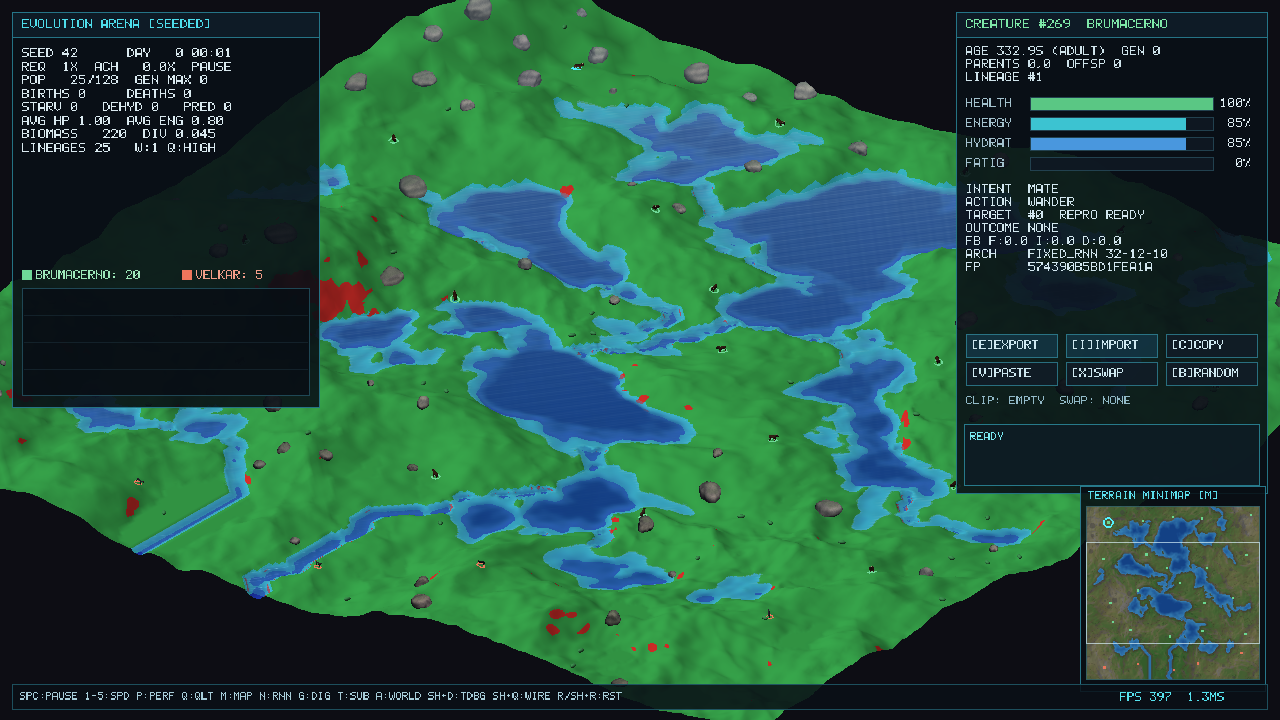 EVOLUTION ARENA [SEEDED]
SEED 42 DAY 0 00:01
REQ 1X ACH 0.0X PAUSE
POP 25/128 GEN MAX 0
BIRTHS 0 DEATHS 0
STARV 0 DEHYD 0 PRED 0
AVG HP 1.00 AVG ENG 0.80
BIOMASS 220 DIV 0.045
LINEAGES 25 W:1 Q:HIGH
BRUMACERNO: 20 VELKAR: 5
CREATURE #269 BRUMACERNO
AGE 332.95 (ADULT) GEN 0
PARENTS 0.0 OFFSP 0
LINEAGE #1
HEALTH 100%
ENERGY 85%
HYDRAT 85%
FATIG 0%
INTENT MATE
ACTION WANDER
TARGET #0 REPRO READY
OUTCOME NONE
FB F:0.0 I:0.0 D:0.0
ARCH FIXED_RNN 32-12-10
FP 574390B5BD1FEA1A
[E]EXPORT [I]IMPORT [C]COPY
[V]PASTE [X]SWAP [B]RANDOM
CLIP: EMPTY SWAP: NONE
READY
TERRAIN MINIMAP [M]
SPC:PAUSE 1-5:SPD P:PERF Q:QLT M:MAP N:RNN G:DIG T:SUB A:WORLD SH+D:TDBG SH+Q:WIRE R/SH+R:RST
FPS 397 1.3MS